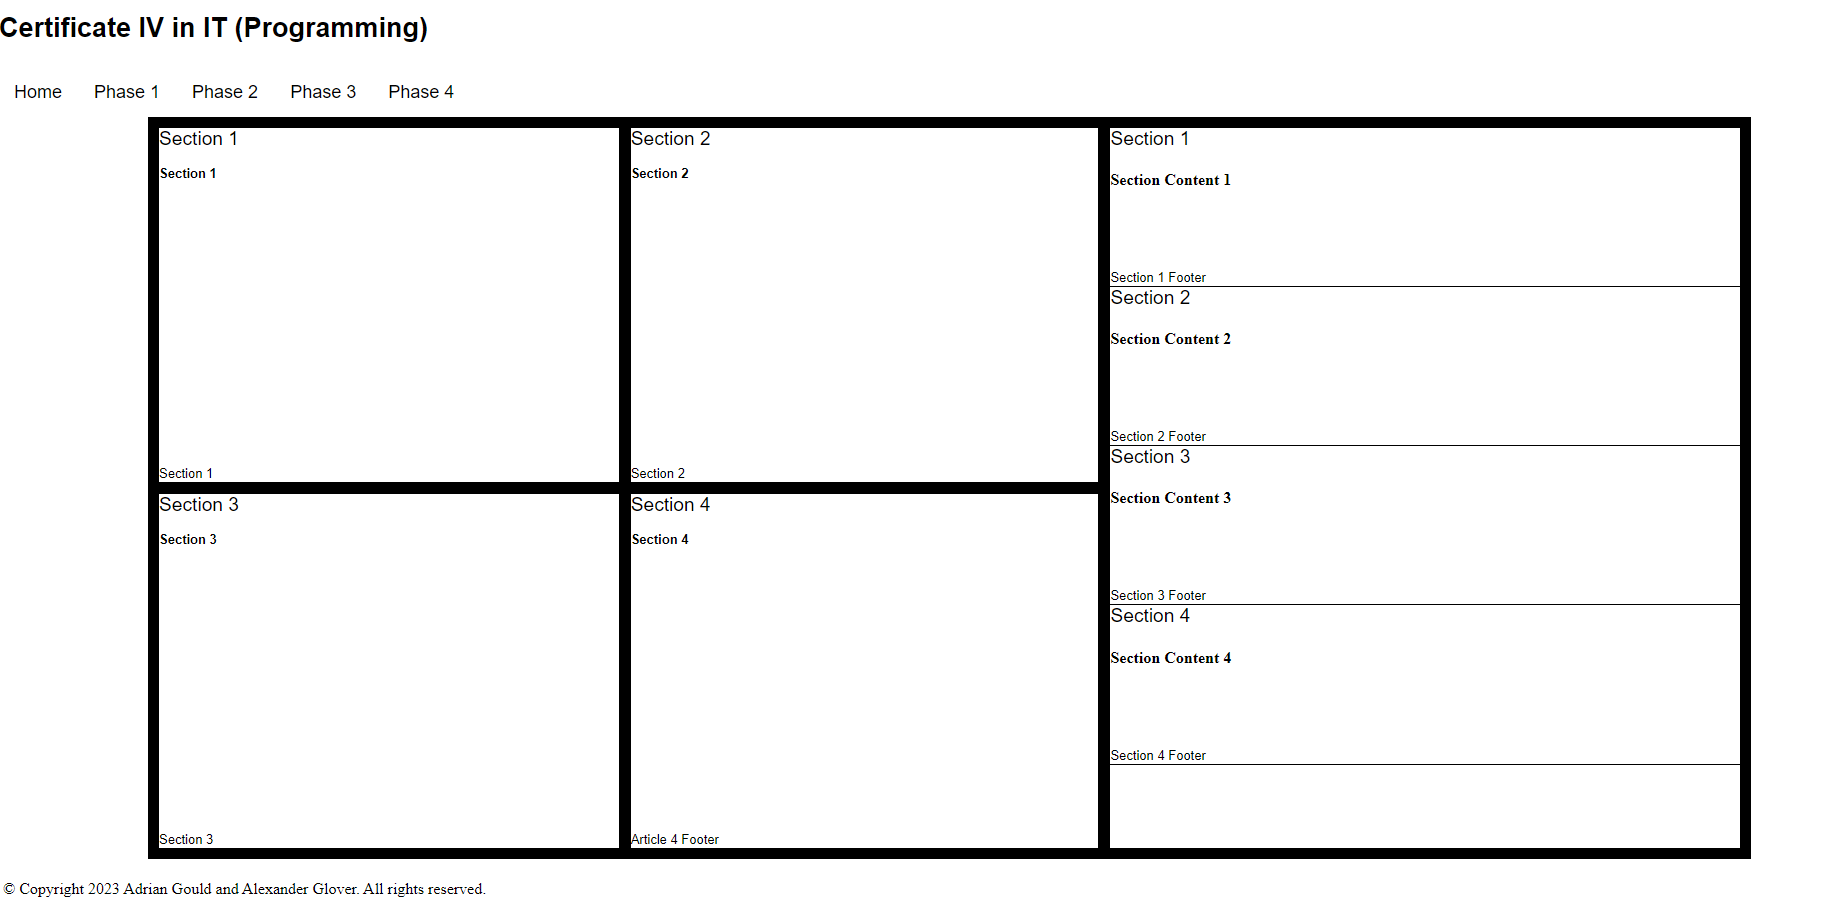 Certificate IV in IT (Programming)
Home Phase 1 Phase 2 Phase 3 Phase 4
Section 1
Section 1
Section 1
Section 2
Section 2
Section 2
Section 3
Section 3
Section 3
Section 4
Section 4
Article 4 Footer
Section 1
Section Content 1
Section 1 Footer
Section 2
Section Content 2
Section 2 Footer
Section 3
Section Content 3
Section 3 Footer
Section 4
Section Content 4
Section 4 Footer
© Copyright 2023 Adrian Gould and Alexander Glover. All rights reserved.